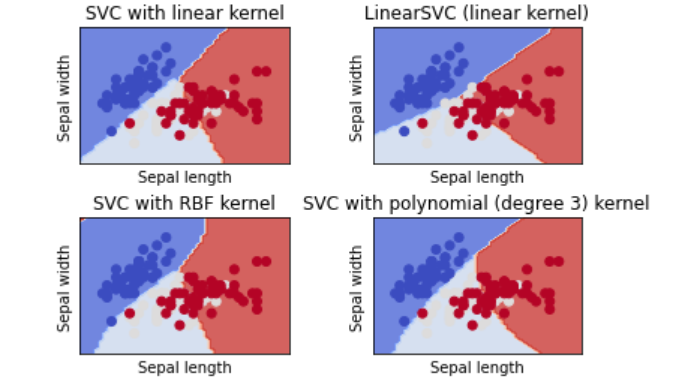 SVC with linear kernel
LinearSVC (linear kernel)
Sepal width
Sepal width
Sepal length
Sepal length
SVC with RBF kernel
SVC with polynomial (degree 3) kernel
Sepal width
Sepal width
Sepal length
Sepal length